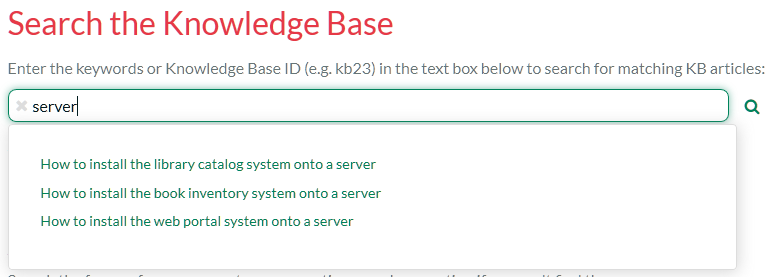 Search the Knowledge Base
Enter the keywords or Knowledge Base ID (e.g. kb23) in the text box below to search for matching KB articles:
server
How to install the library catalog system onto a server
How to install the book inventory system onto a server
How to install the web portal system onto a server